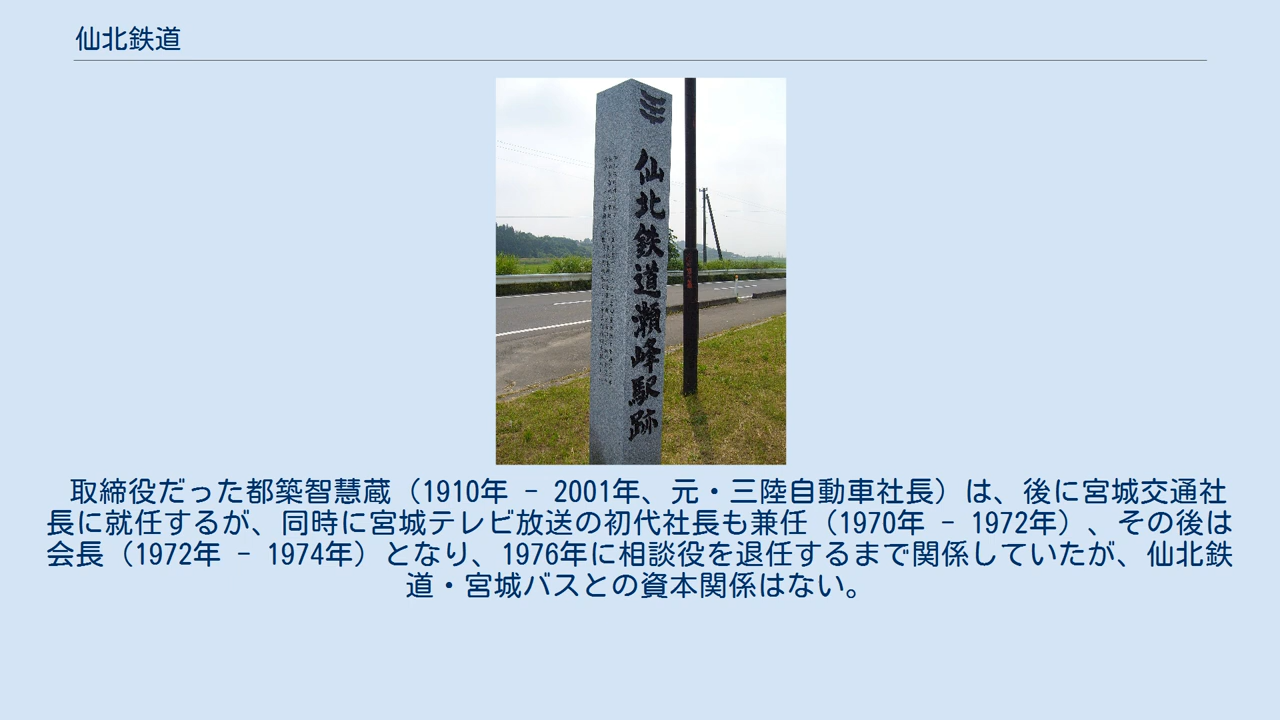 仙北鉄道
仙北鉄道瀬峰駅跡
取締役だった都築智慧蔵（1910年 - 2001年、元・三陸自動車社長）は、後に宮城交通社
長に就任するが、同時に宮城テレビ放送の初代社長も兼任（1970年 - 1972年）、その後は
会長（1972年 - 1974年）となり、1976年に相談役を退任するまで関係していたが、仙北鉄
道・宮城バスとの資本関係はない。